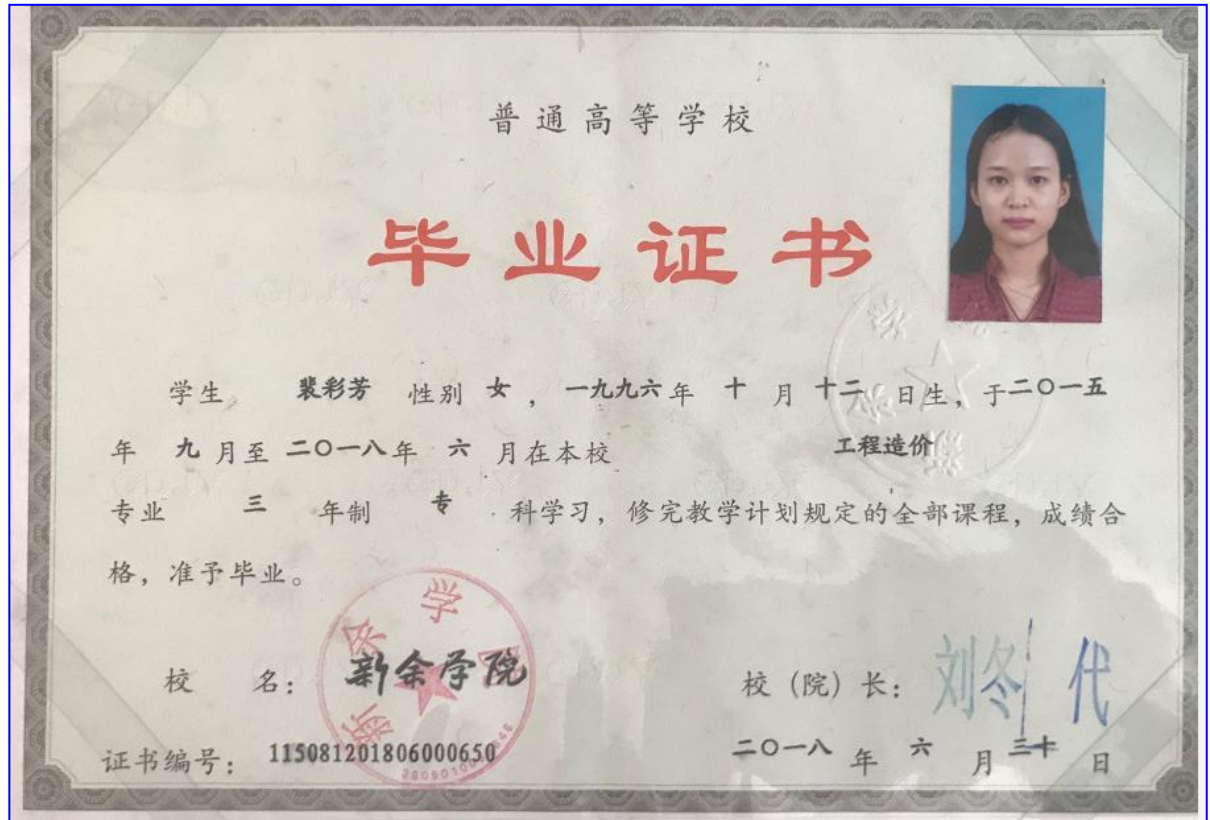 普通高等学校
毕业证书
学生 裴彩芳 性别 女，一九九六年 十 月 十二 日生，于二〇一五
年 九 月至 二〇一八年 六 月在本校 工程造价
专业 三 年制 专 科学习，修完教学计划规定的全部课程，成绩合
格，准予毕业。
校 名：新余学院 校（院）长：刘冬 代
证书编号：115081201806000650 二〇一八 年 六 月 三十 日
新余学院